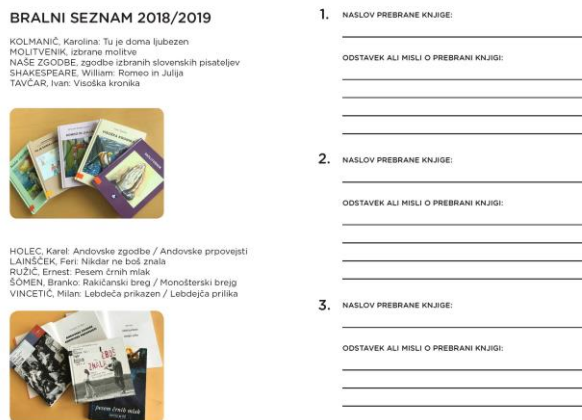 BRALNI SEZNAM 2018/2019
KOLMANIČ, Karolina: Tu je doma ljubezen
MOLITVENIK, izbrane molitve
NAŠE ZGODBE, zgodbe izbranih slovenskih pisateljev
SHAKESPEARE, William: Romeo in Julija
TAVČAR, Ivan: Visoška kronika
HOLEC, Karel: Andovske zgodbe / Andovske prpovejsti
LAINŠČEK, Feri: Nikdar ne boš znala
RUŽIČ, Ernest: Pesem črnih mlak
ŠÖMEN, Branko: Rakičanski breg / Monošterski brejg
VINCETIČ, Milan: Lebdeča prikazen / Lebdejča prilika
pesem črnih mlak
1. NASLOV PREBRANE KNJIGE:
ODSTAVEK ALI MISLI O PREBRANI KNJIGI:
2. NASLOV PREBRANE KNJIGE:
ODSTAVEK ALI MISLI O PREBRANI KNJIGI:
3. NASLOV PREBRANE KNJIGE:
ODSTAVEK ALI MISLI O PREBRANI KNJIGI: